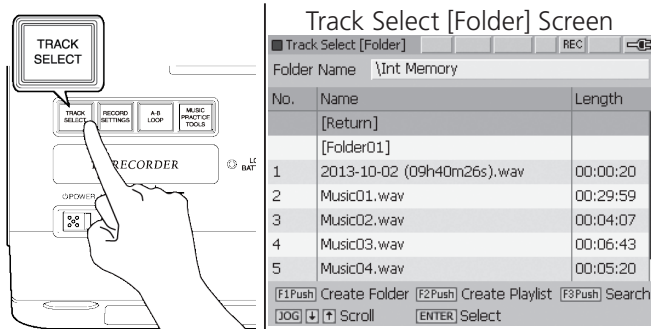 TRACK
SELECT
TRACK
SELECT
RECORD
SETTINGS
A-B
LOOP
MUSIC
PRACTICE
TOOLS
RECORDER
BATT
POWER
Track Select [Folder] Screen
Track Select [Folder] REC
Folder Name \Int Memory
No. Name Length
[Return]
[Folder01]
1 2013-10-02 (09h40m26s).wav 00:00:20
2 Music01.wav 00:29:59
3 Music02.wav 00:04:07
4 Music03.wav 00:06:43
5 Music04.wav 00:05:20
F1Push Create Folder F2Push Create Playlist F3Push Search
JOG ↓ ↑ Scroll ENTER Select